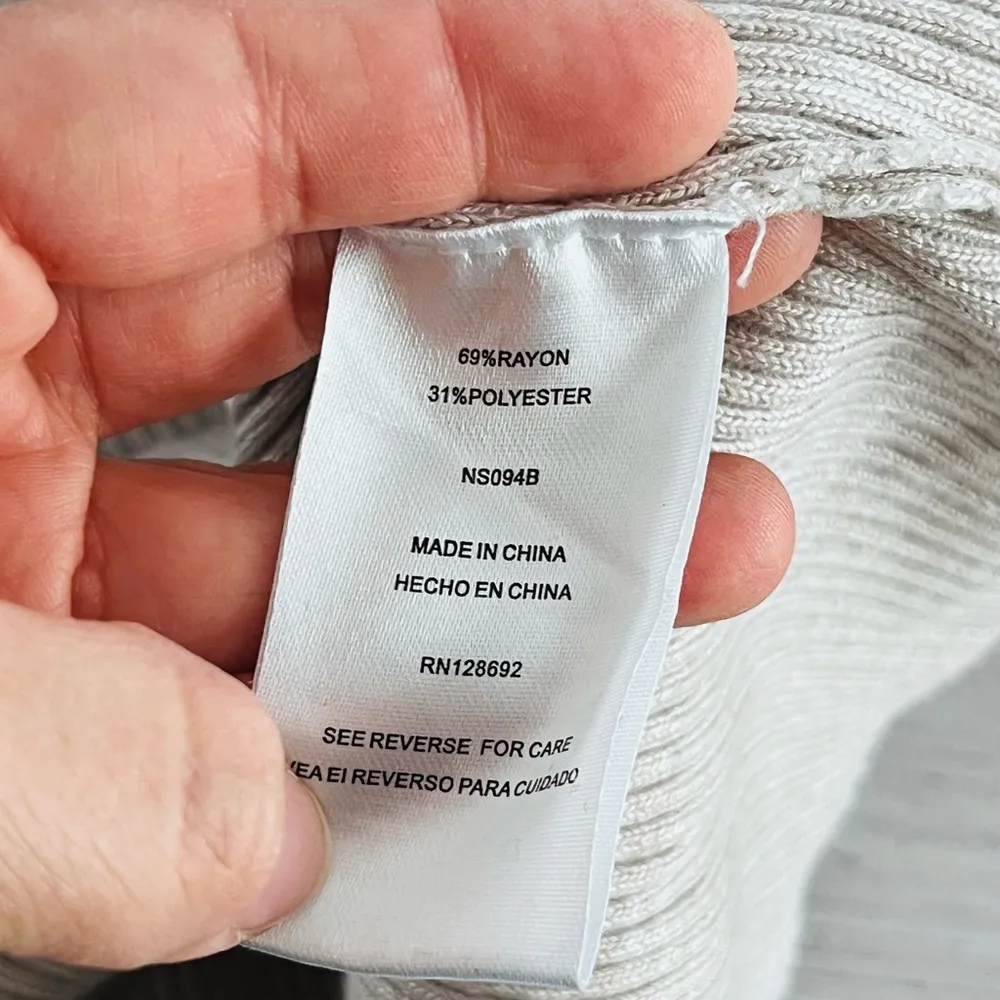 69%RAYON
31%POLYESTER
NS094B
MADE IN CHINA
HECHO EN CHINA
RN128692
SEE REVERSE FOR CARE
EI REVERSO PARA CUIDADO